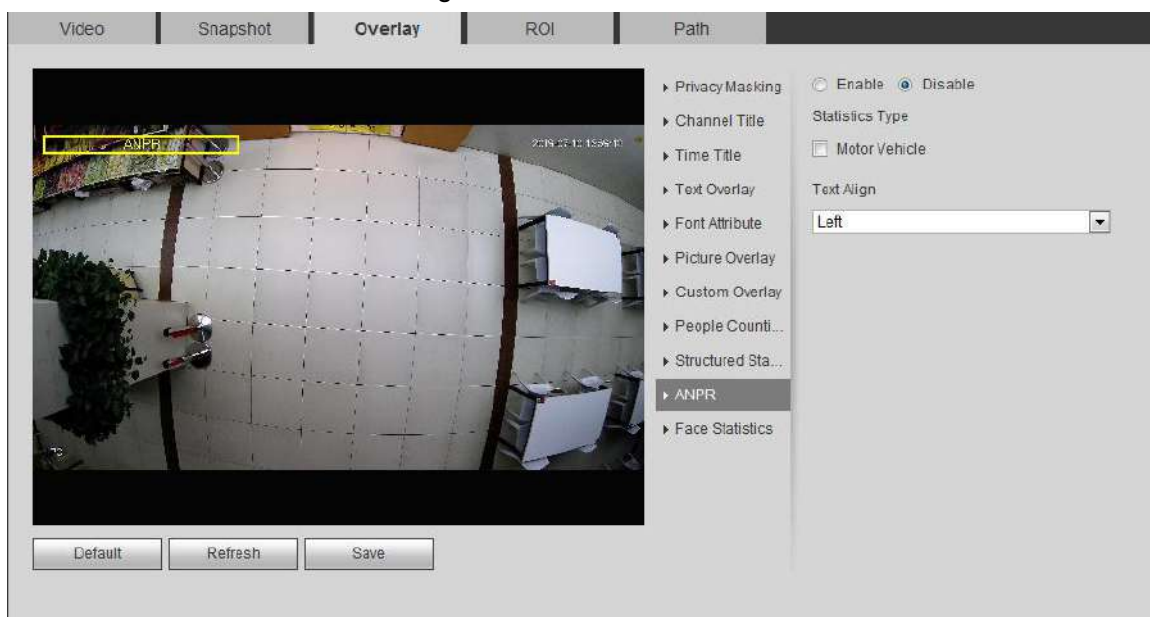 Video
Snapshot
Overlay
ROI
Path
ANPR
Privacy Masking
Channel Title
Time Title
Text Overlay
Font Attribute
Picture Overlay
Custom Overlay
People Counti...
Structured Sta...
ANPR
Face Statistics
Enable
Disable
Statistics Type
Motor Vehicle
Text Align
Left
Default
Refresh
Save